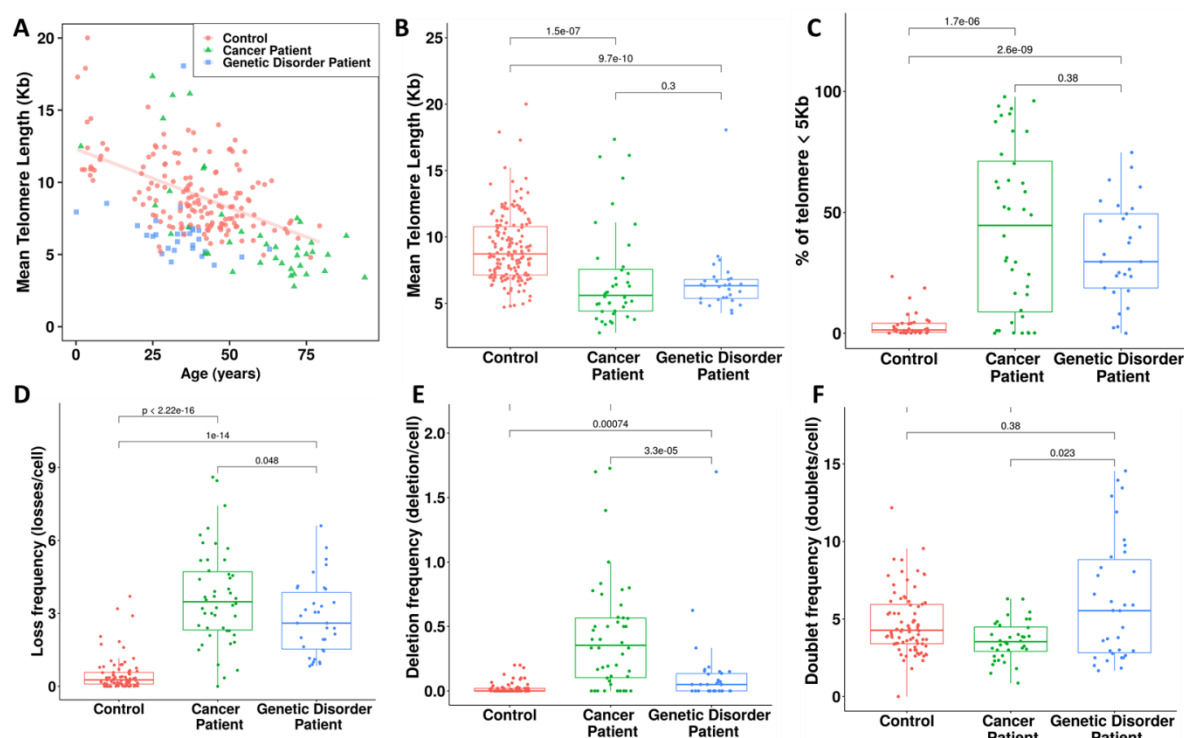 A
Mean Telomere Length (Kb)
20
15
10
5
0
0
25
50
75
Age (years)
Control
Cancer Patient
Genetic Disorder Patient
B
Mean Telomere Length (Kb)
25
20
15
10
5
1.5e-07
9.7e-10
0.3
Control
Cancer
Patient
Genetic Disorder
Patient
C
% of telomere < 5Kb
100
50
0
1.7e-06
2.6e-09
0.38
Control
Cancer
Patient
Genetic Disorder
Patient
D
Loss frequency (losses/cell)
9
6
3
0
p < 2.22e-16
1e-14
0.048
Control
Cancer
Patient
Genetic Disorder
Patient
E
Deletion frequency (deletion/cell)
2.0
1.5
1.0
0.5
0.0
0.00074
3.3e-05
Control
Cancer
Patient
Genetic Disorder
Patient
F
Doublet frequency (doublets/cell)
15
10
5
0
0.38
0.023
Control
Cancer
Patient
Genetic Disorder
Patient